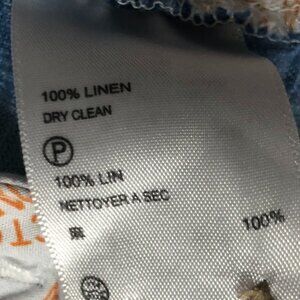 100% LINEN
DRY CLEAN
P
100% LIN
NETTOYER A SEC
100%